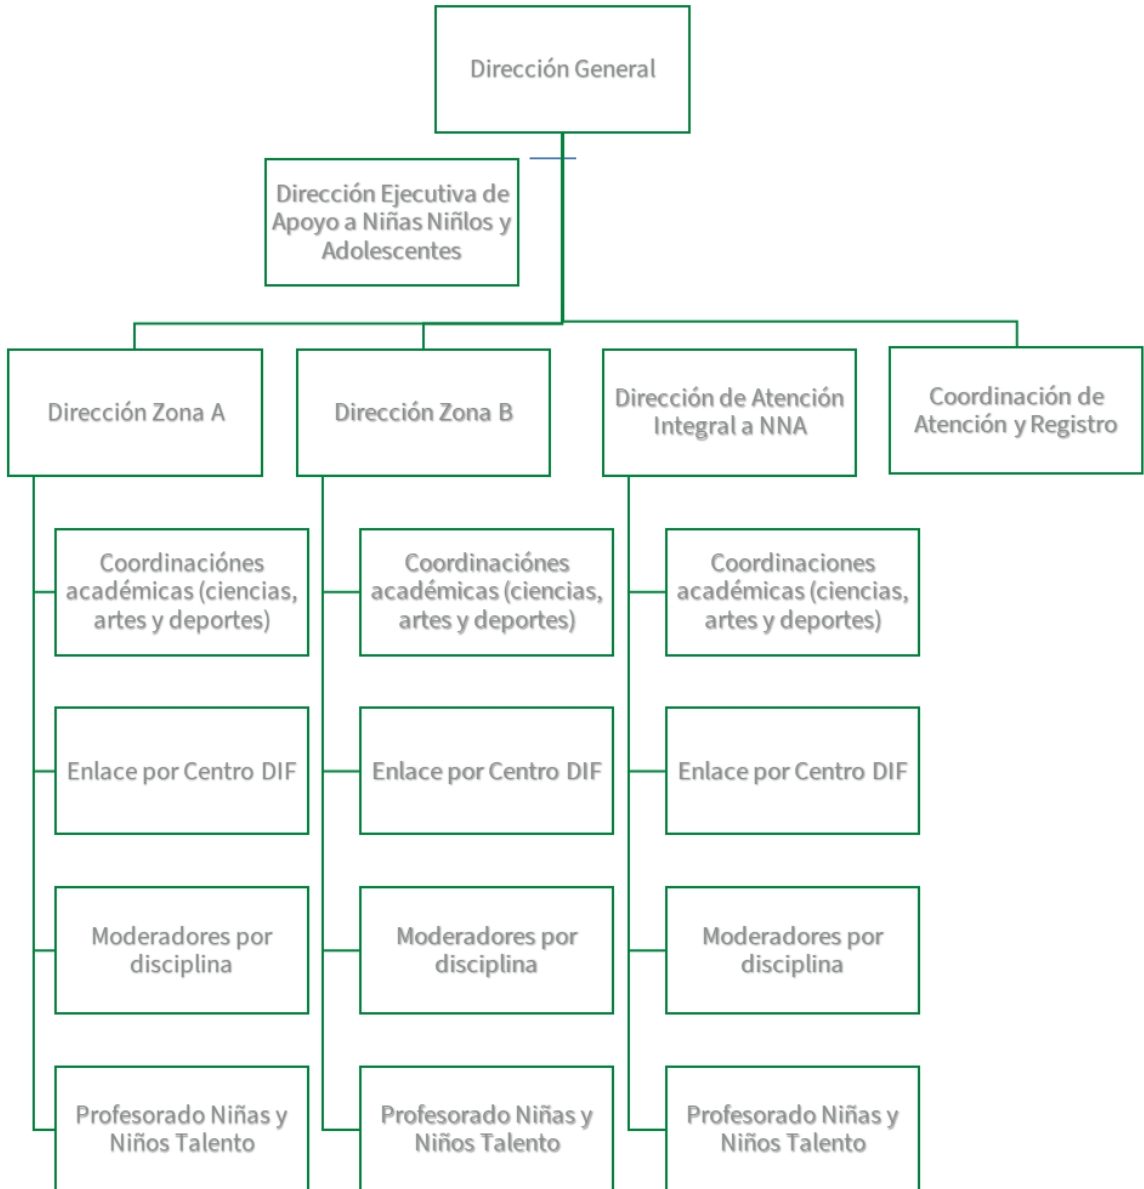 Dirección General
Dirección Ejecutiva de
Apoyo a Niñas Niñlos y
Adolescentes
Dirección Zona A
Dirección Zona B
Dirección de Atención
Integral a NNA
Coordinación de
Atención y Registro
Coordinaciónes
académicas (ciencias,
artes y deportes)
Coordinaciónes
académicas (ciencias,
artes y deportes)
Coordinaciones
académicas (ciencias,
artes y deportes)
Enlace por Centro DIF
Enlace por Centro DIF
Enlace por Centro DIF
Moderadores por
disciplina
Moderadores por
disciplina
Moderadores por
disciplina
Profesorado Niñas y
Niños Talento
Profesorado Niñas y
Niños Talento
Profesorado Niñas y
Niños Talento